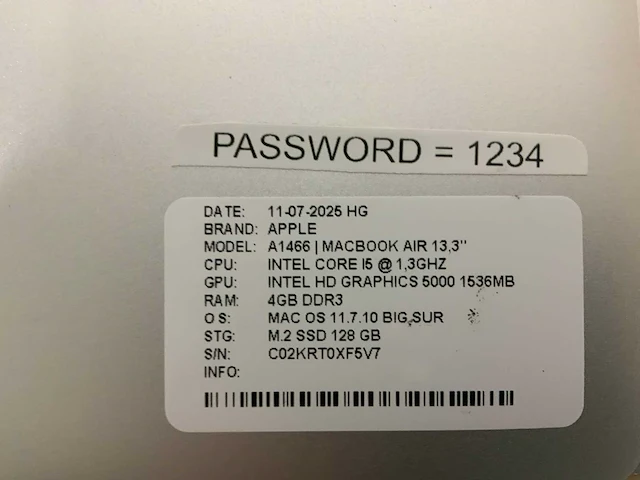 PASSWORD = 1234
DATE: 11-07-2025 HG
BRAND: APPLE
MODEL: A1466 | MACBOOK AIR 13,3''
CPU: INTEL CORE I5 @ 1,3GHZ
GPU: INTEL HD GRAPHICS 5000 1536MB
RAM: 4GB DDR3
OS: MAC OS 11.7.10 BIG SUR
STG: M.2 SSD 128 GB
S/N: C02KRT0XF5V7
INFO: